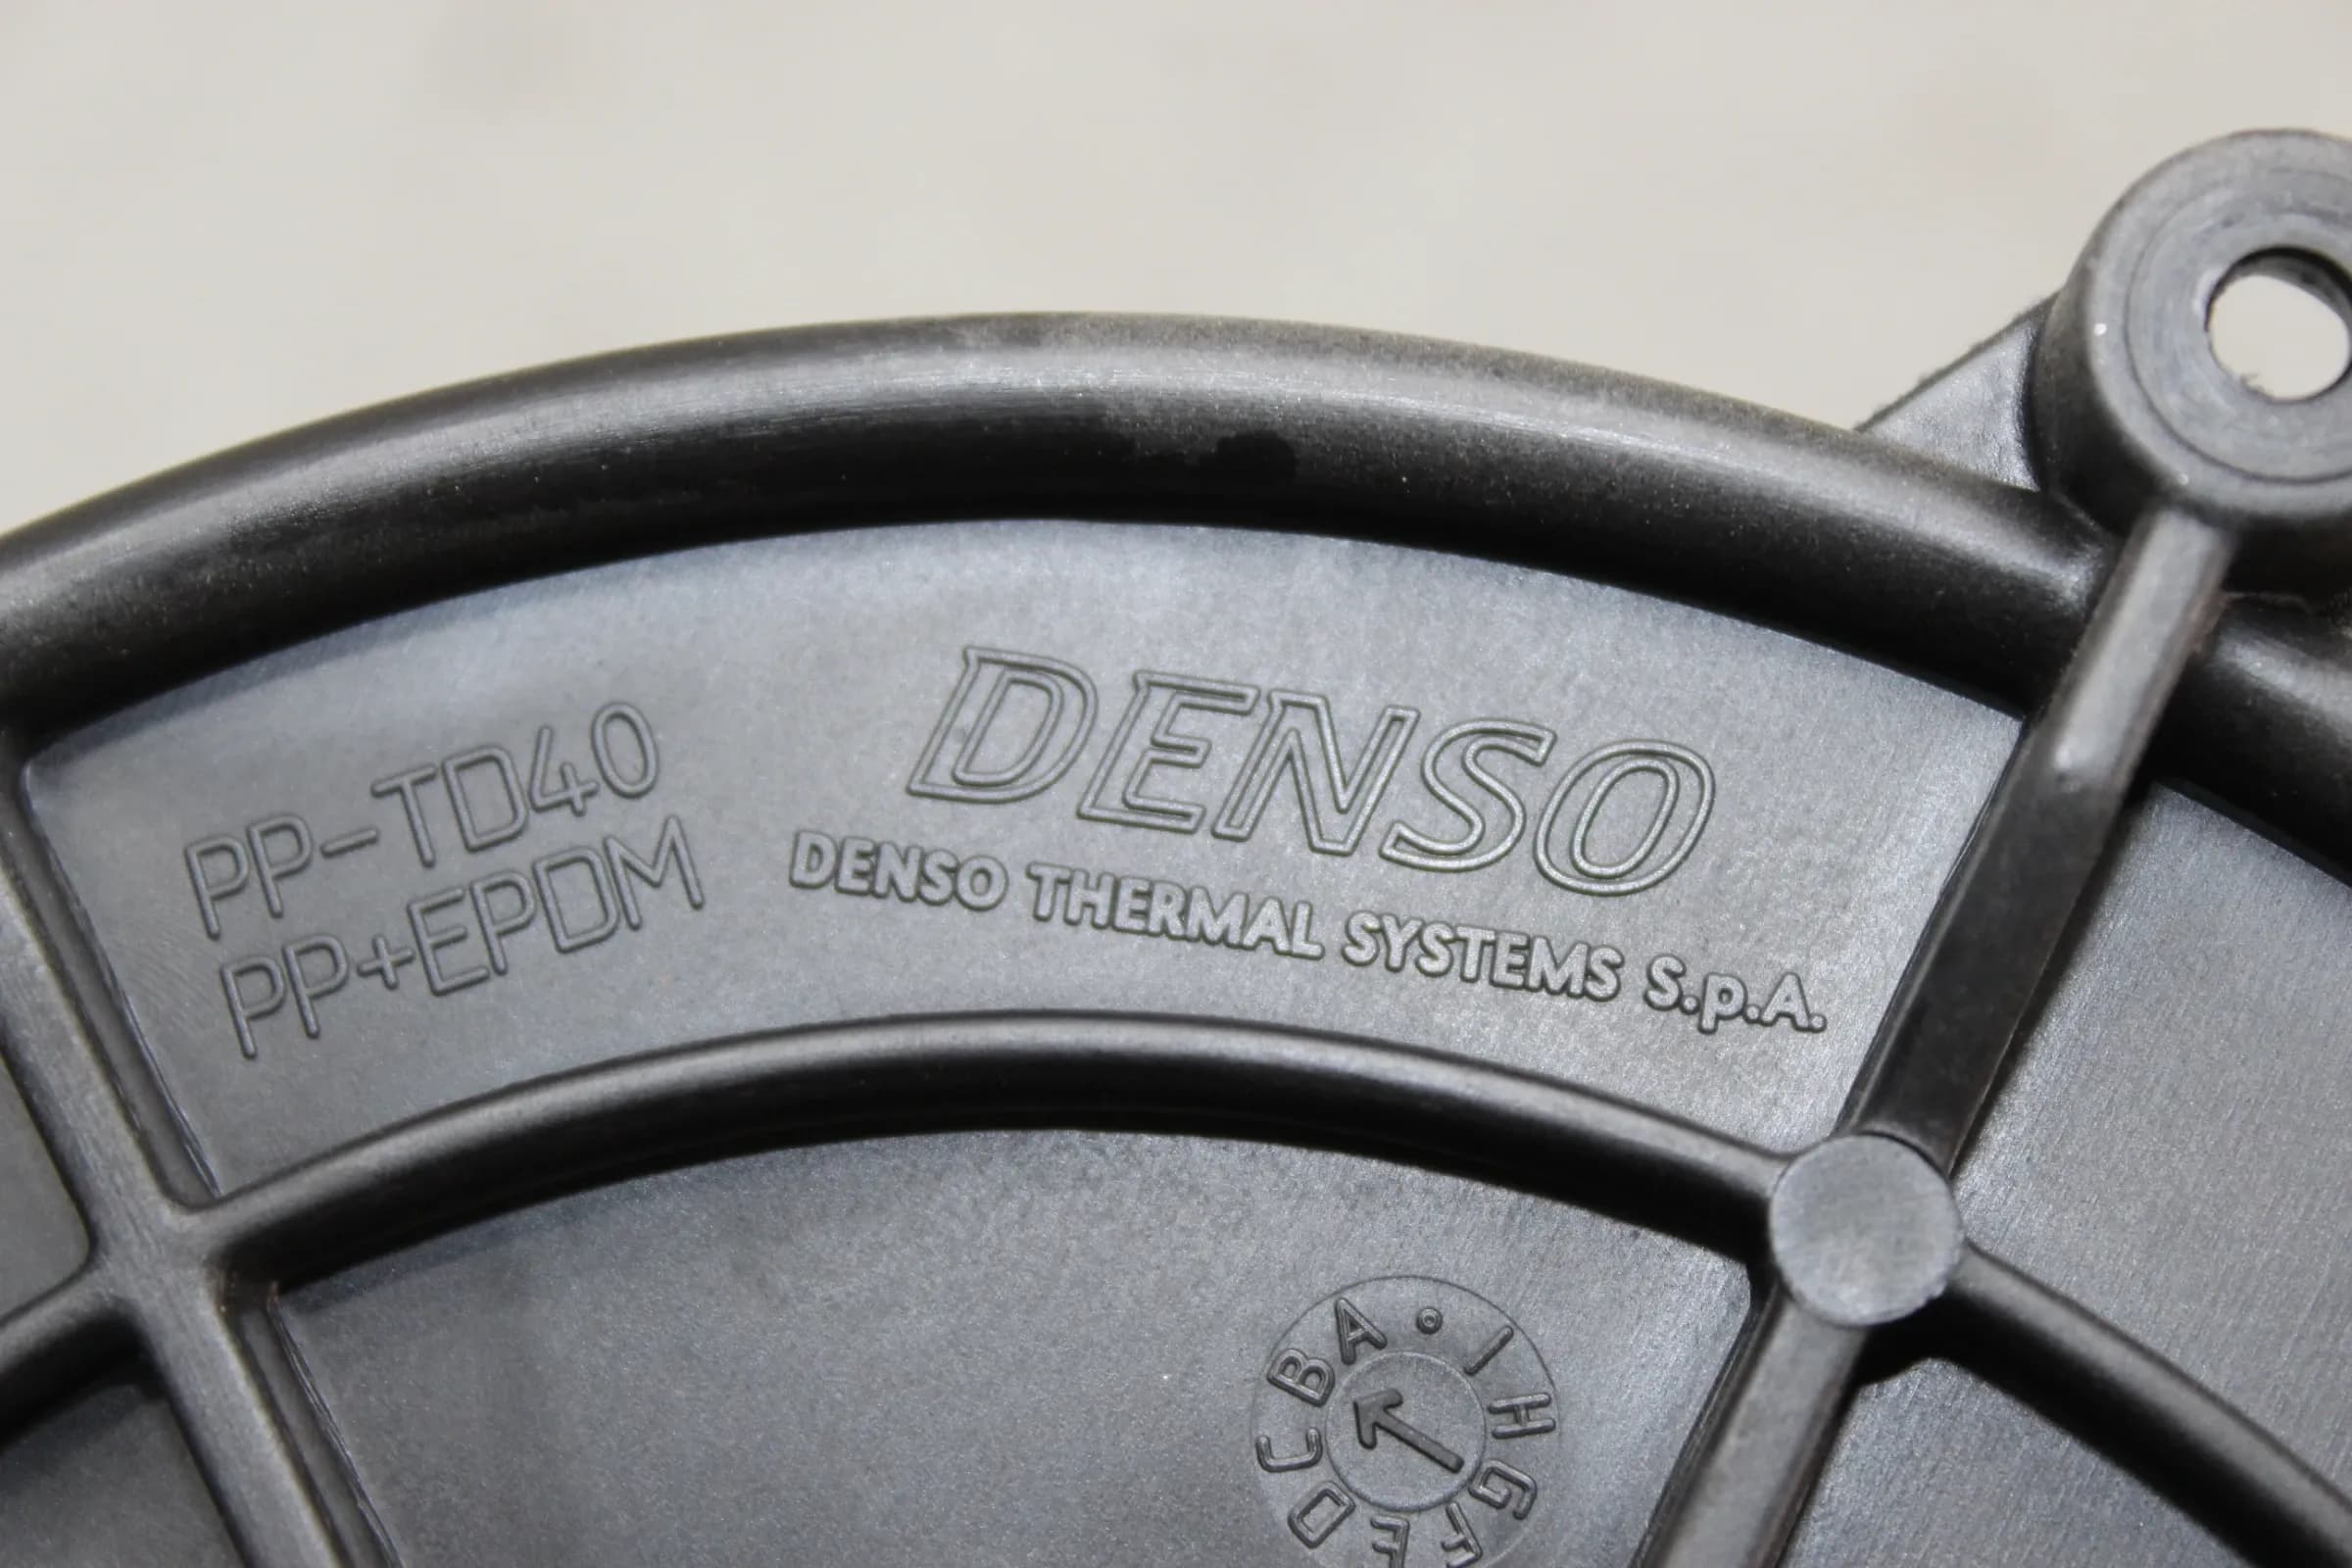 PP-TD40
PP+EPDM
DENSO
DENSO THERMAL SYSTEMS S.p.A.
A B C D E F G H I